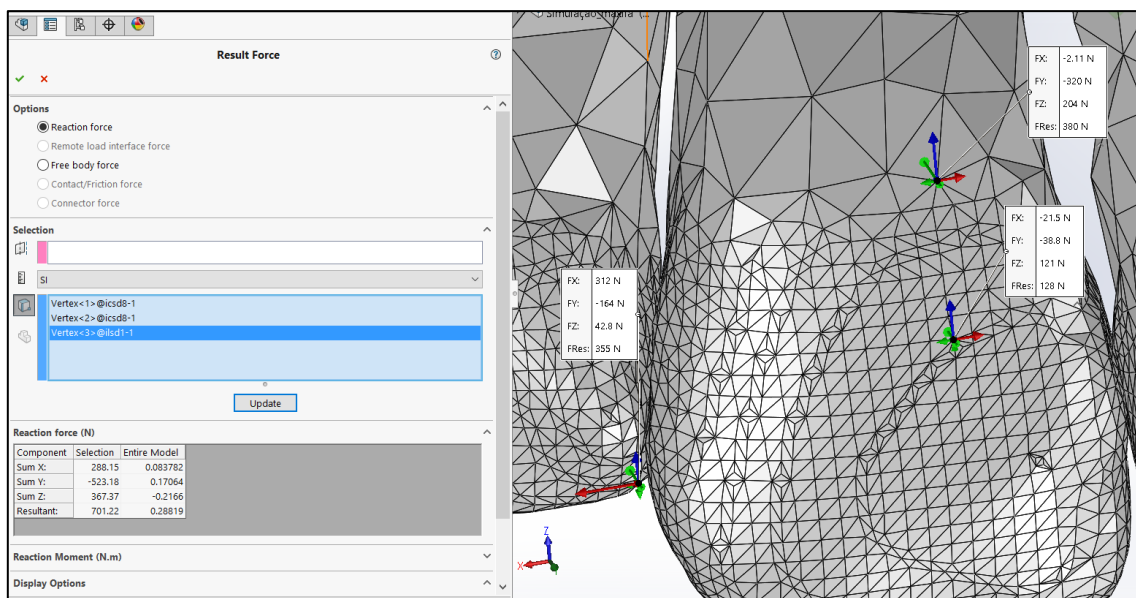 Result Force
Options
Reaction force
Remote load interface force
Free body force
Contact/Friction force
Connector force
Selection
SI
Vertex<1>@icsd8-1
Vertex<2>@icsd8-1
Vertex<3>@ilsd1-1
Update
Reaction force (N)
Component Selection Entire Model
Sum X: 288.15 0.083782
Sum Y: -523.18 0.17064
Sum Z: 367.37 -0.2166
Resultant: 701.22 0.28819
Reaction Moment (N.m)
Display Options
FX: -2.11 N
FY: -320 N
FZ: 204 N
FRes: 380 N
FX: -21.5 N
FY: -38.8 N
FZ: 121 N
FRes: 128 N
FX: 312 N
FY: -164 N
FZ: 42.8 N
FRes: 355 N
Z
X